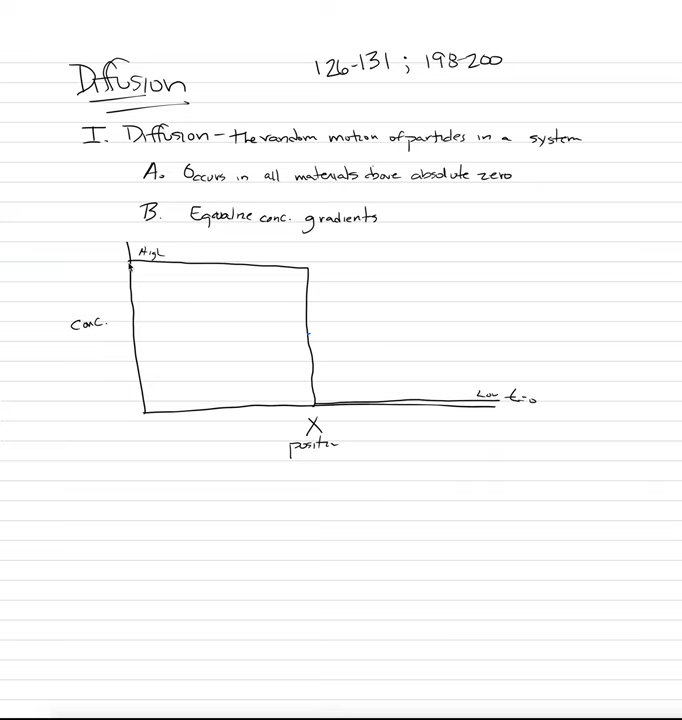 Diffusion
126-131 ; 198-200
I. Diffusion - the random motion of particles in a system
A. Occurs in all materials above absolute zero
B. Equalize conc. gradients
High
Conc.
Low t=0
X
position